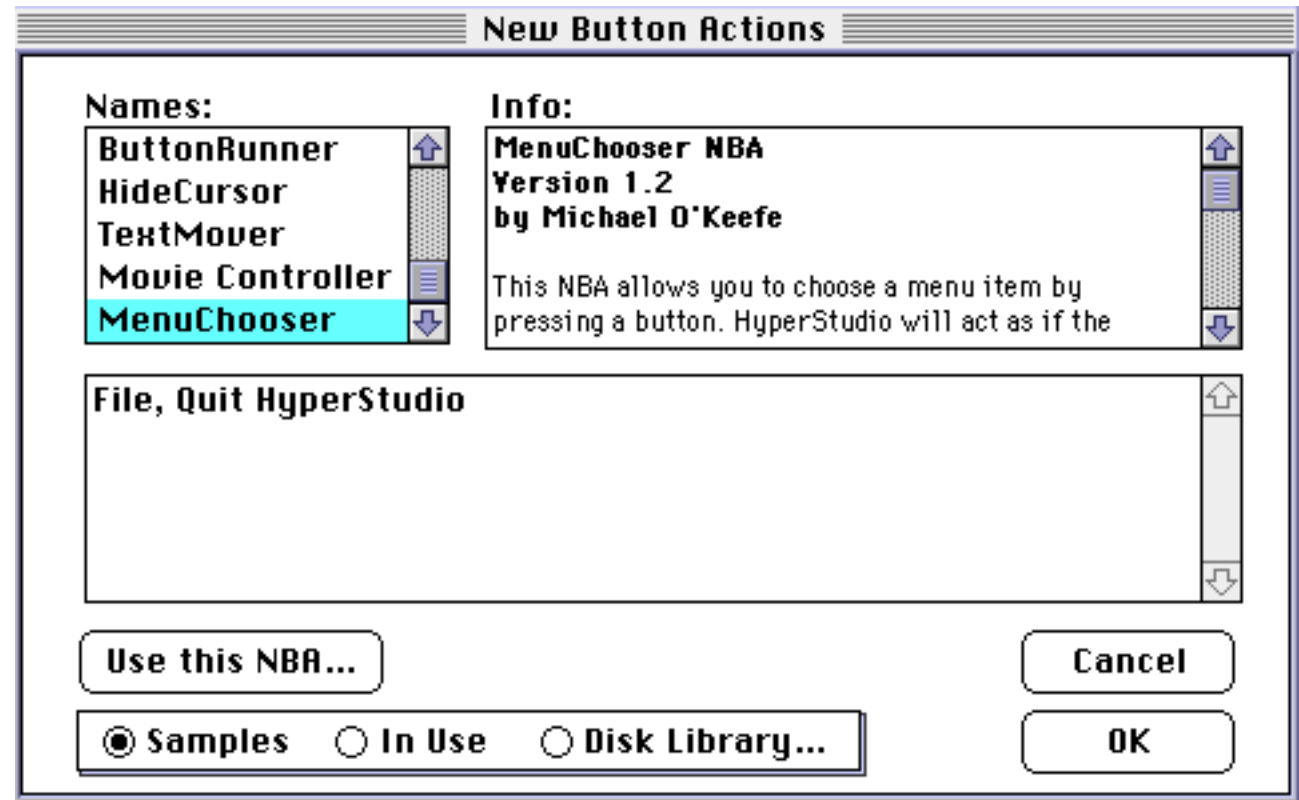 New Button Actions
Names:
ButtonRunner
HideCursor
TextMover
Movie Controller
MenuChooser
Info:
MenuChooser NBA
Version 1.2
by Michael O'Keefe
This NBA allows you to choose a menu item by
pressing a button. HyperStudio will act as if the
File, Quit HyperStudio
Use this NBA...
Cancel
Samples In Use Disk Library...
OK